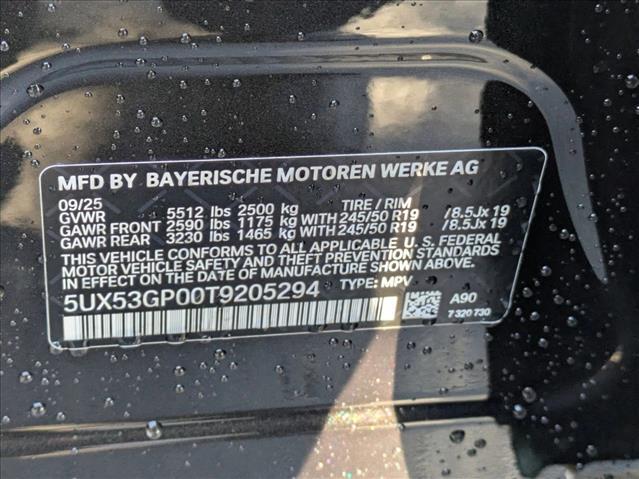 MFD BY BAYERISCHE MOTOREN WERKE AG
09/25 TIRE / RIM
GVWR 5512 lbs 2500 kg
GAWR FRONT 2590 lbs 1175 kg WITH 245/50 R19 / 8.5Jx 19
GAWR REAR 3230 lbs 1465 kg WITH 245/50 R19 / 8.5Jx 19
THIS VEHICLE CONFORMS TO ALL APPLICABLE U. S. FEDERAL
MOTOR VEHICLE SAFETY AND THEFT PREVENTION STANDARDS
IN EFFECT ON THE DATE OF MANUFACTURE SHOWN ABOVE.
5UX53GP00T9205294 TYPE: MPV
A90
7 320 730